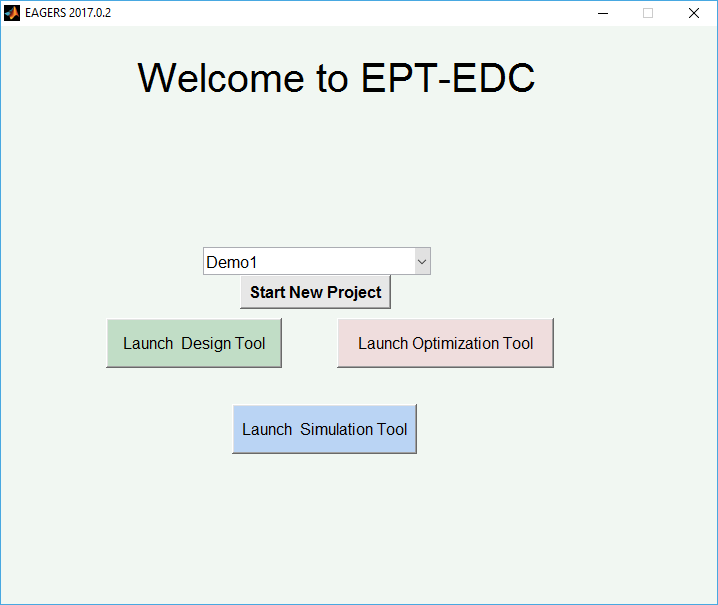 EAGERS 2017.0.2
Welcome to EPT-EDC
Demo1
Start New Project
Launch  Design Tool
Launch Optimization Tool
Launch  Simulation Tool